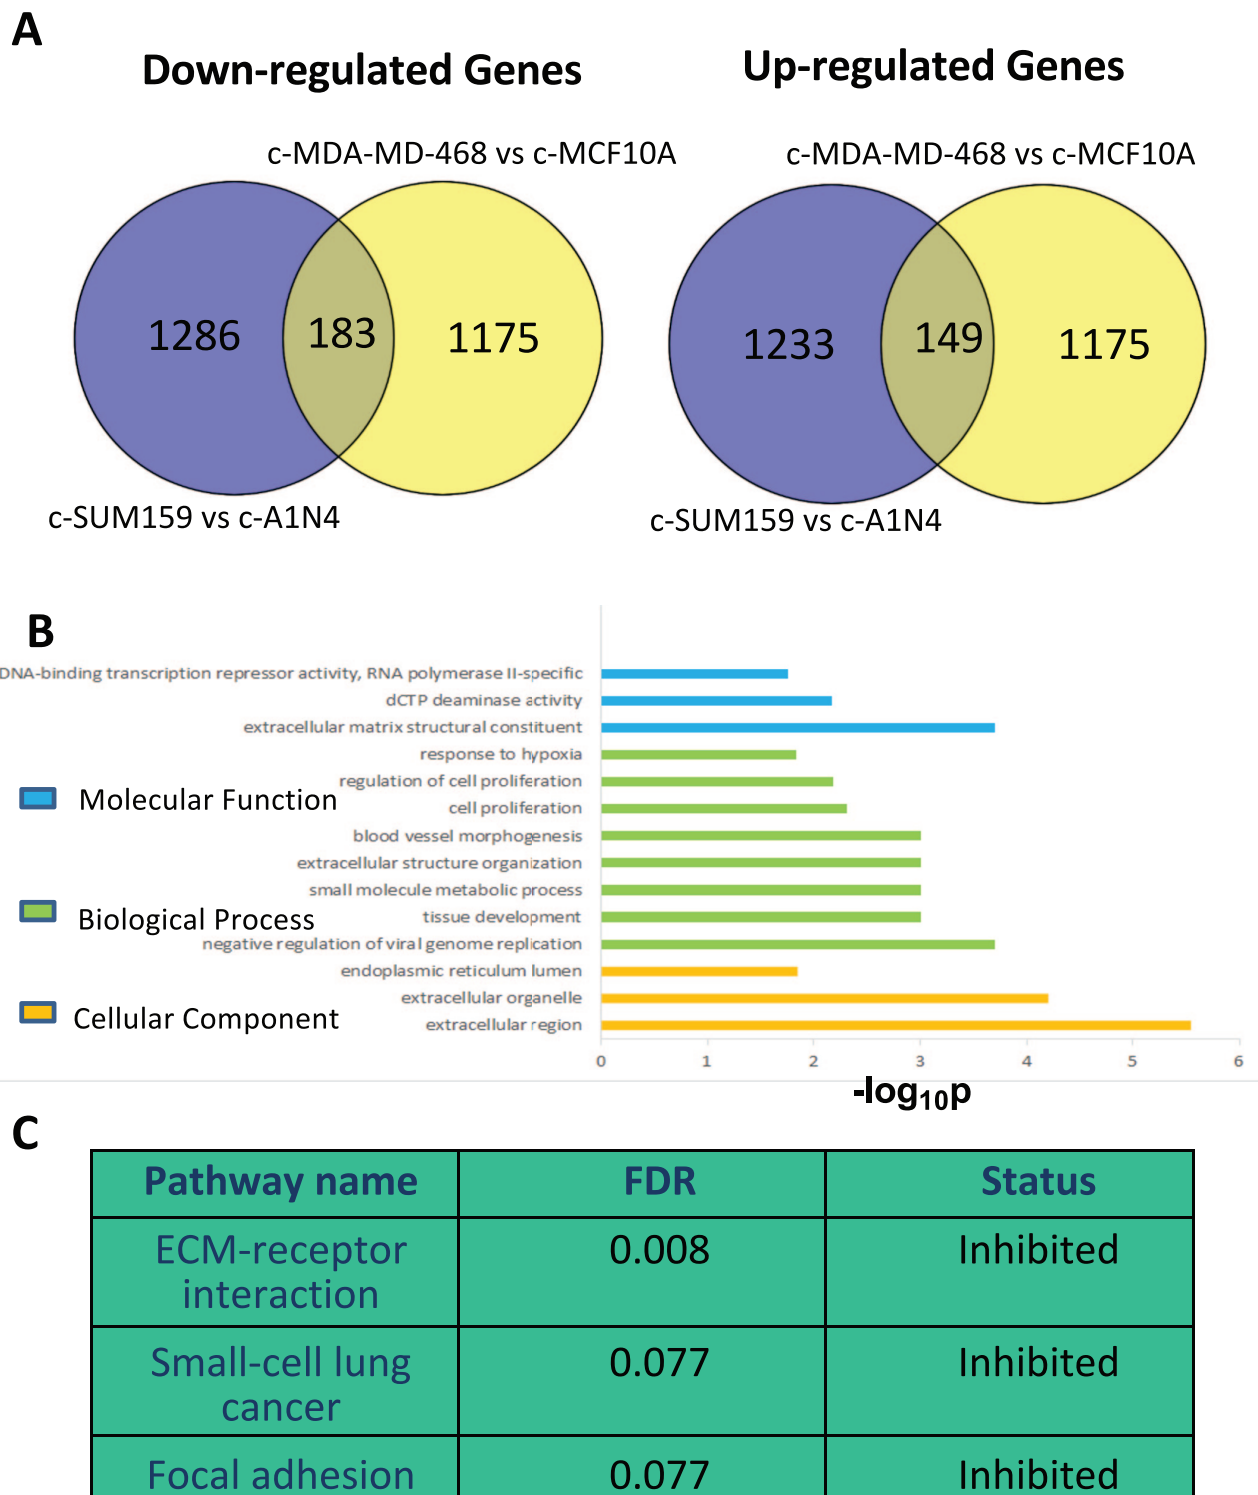 A
Down-regulated Genes
Up-regulated Genes
c-MDA-MD-468 vs c-MCF10A
c-MDA-MD-468 vs c-MCF10A
1286
183
1175
1233
149
1175
c-SUM159 vs c-A1N4
c-SUM159 vs c-A1N4
B
DNA-binding transcription repressor activity, RNA polymerase II-specific
dCTP deaminase activity
extracellular matrix structural constituent
response to hypoxia
regulation of cell proliferation
Molecular Function
cell proliferation
blood vessel morphogenesis
extracellular structure organization
small molecule metabolic process
Biological Process
tissue development
negative regulation of viral genome replication
endoplasmic reticulum lumen
extracellular organelle
Cellular Component
extracellular region
0 1 2 3 4 5 6
-log10p
C
Pathway name FDR Status
ECM-receptor interaction 0.008 Inhibited
Small-cell lung cancer 0.077 Inhibited
Focal adhesion 0.077 Inhibited